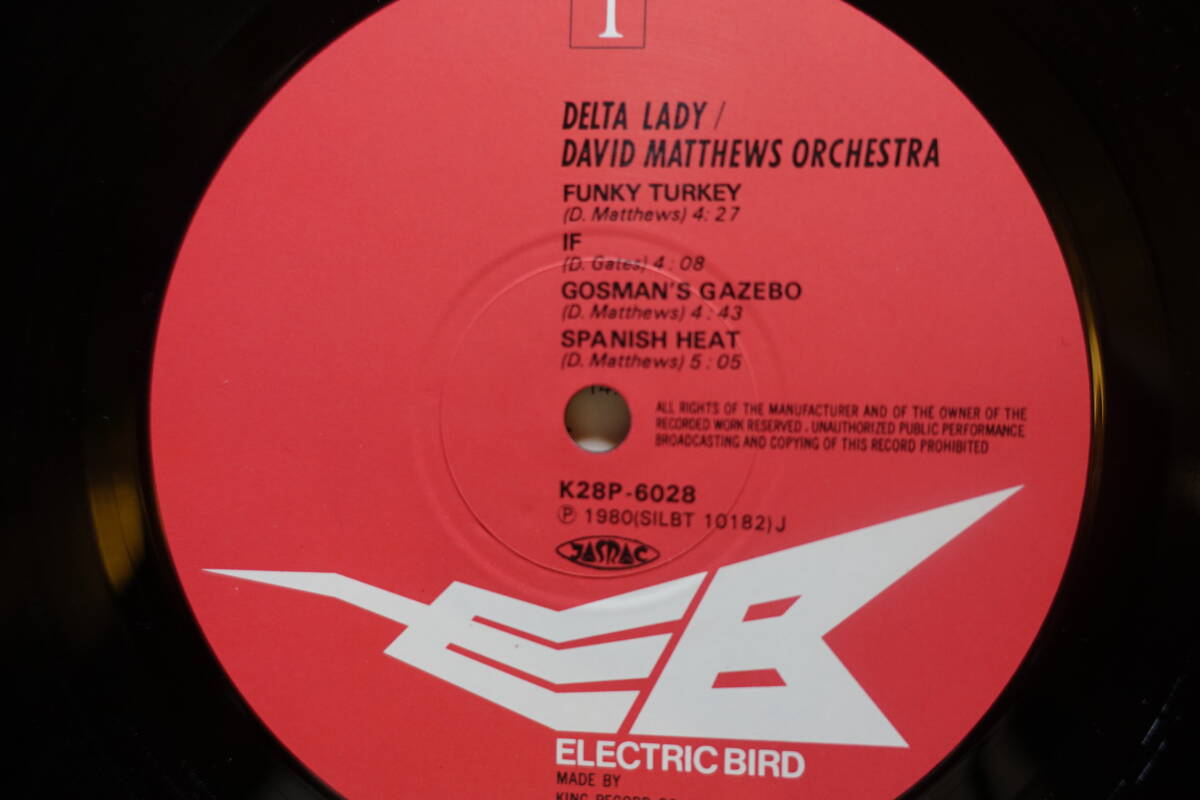 1
DELTA LADY /
DAVID MATTHEWS ORCHESTRA
FUNKY TURKEY
(D. Matthews) 4:27
IF
(D. Gates) 4:08
GOSMAN'S GAZEBO
(D. Matthews) 4:43
SPANISH HEAT
(D. Matthews) 5:05
ALL RIGHTS OF THE MANUFACTURER AND OF THE OWNER OF THE
RECORDED WORK RESERVED. UNAUTHORIZED PUBLIC PERFORMANCE,
BROADCASTING AND COPYING OF THIS RECORD PROHIBITED
K28P-6028
Ⓟ 1980(SILBT 10182)J
JASRAC
EB
ELECTRIC BIRD
MADE BY
KING RECORD